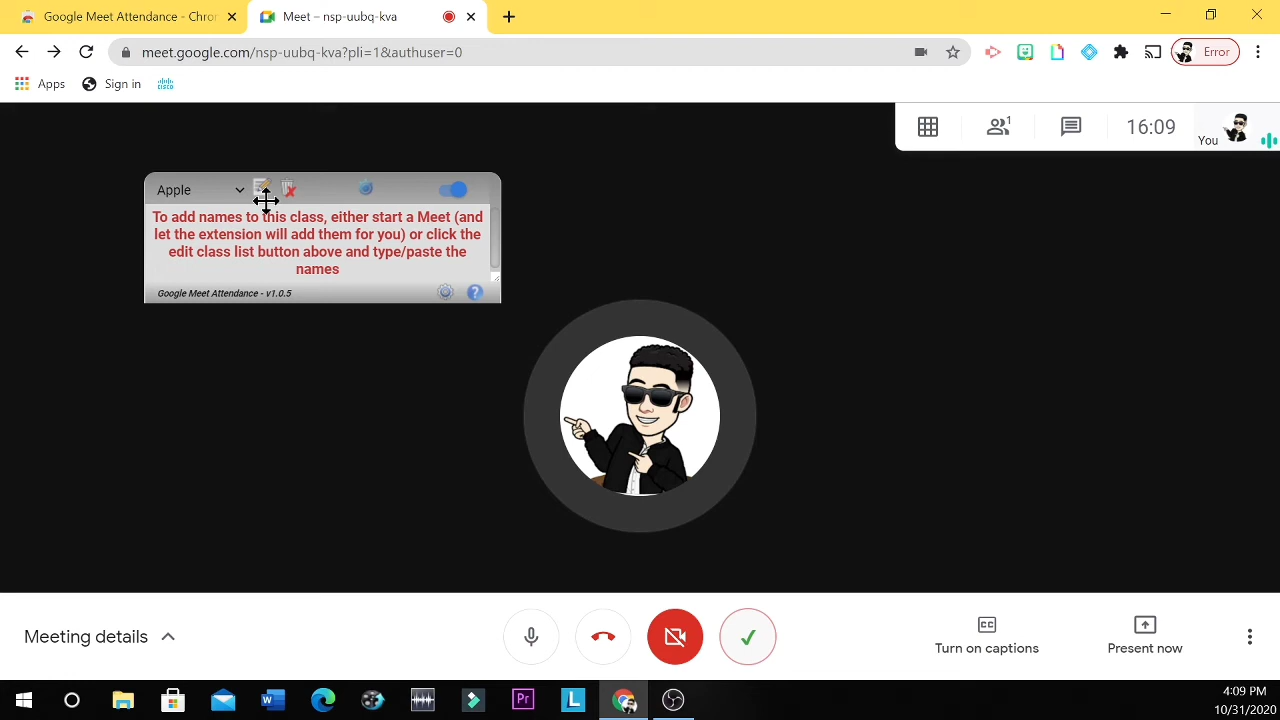 Google Meet Attendance - Chro
Meet – nsp-uubq-kva
meet.google.com/nsp-uubq-kva?pli=1&authuser=0
Error
Apps
Sign in
cisco
1
16:09
You
Apple
To add names to this class, either start a Meet (and
let the extension will add them for you) or click the
edit class list button above and type/paste the
names
Google Meet Attendance - v1.0.5
?
Meeting details
CC
Turn on captions
Present now
W
Pr
L
4:09 PM
10/31/2020